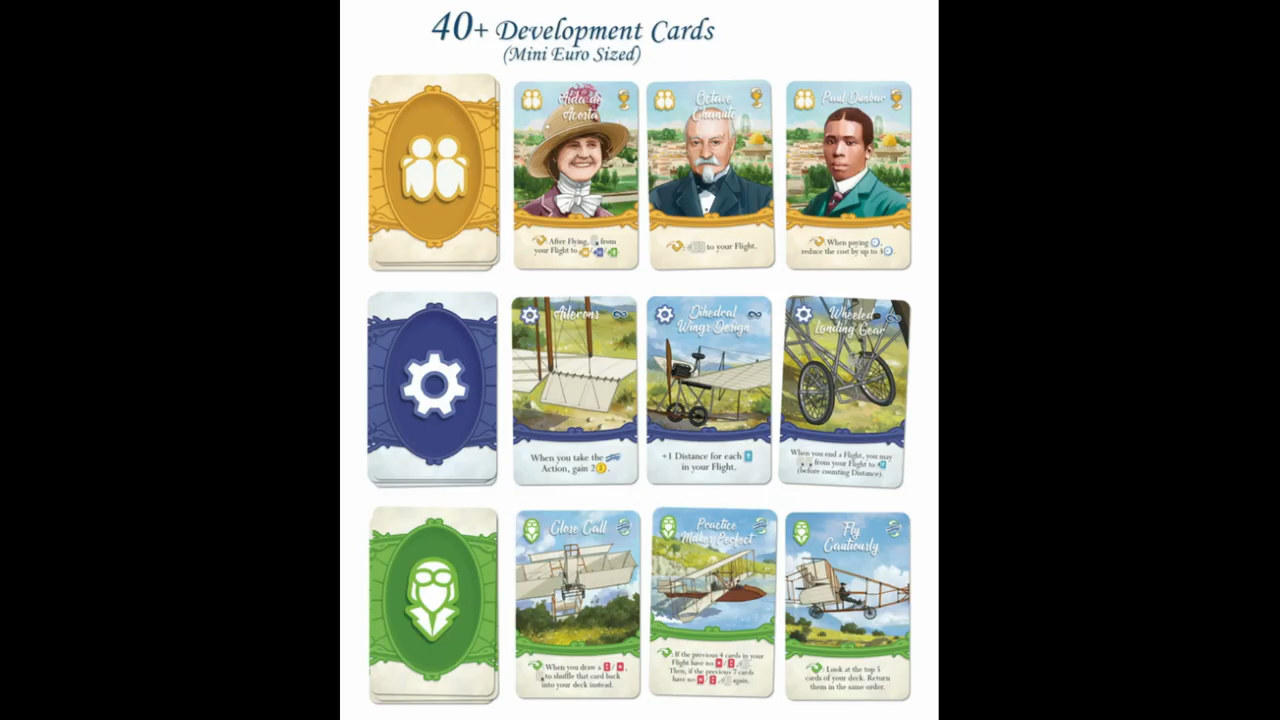 40+ Development Cards
(Mini Euro Sized)
Aida de
Acosta
After Flying, from
your Flight to / /
Octave
Chanute
: to your Flight.
Paul Dunbar
: When paying ,
reduce the cost by up to 3 .
Ailerons
When you take the
Action, gain 2 .
Dihedral
Wings Design
+1 Distance for each
in your Flight.
Wheeled
Landing Gear
When you end a Flight, you may
from your Flight to
(before counting Distance).
Close Call
: When you draw a / ,
to shuffle that card back
into your deck instead.
Practice
Makes Perfect
: If the previous 4 cards in your
Flight have no / ,
Then, if the previous 7 cards
have no / , again.
Fly
Cautiously
: Look at the top 5
cards of your deck. Return
them in the same order.